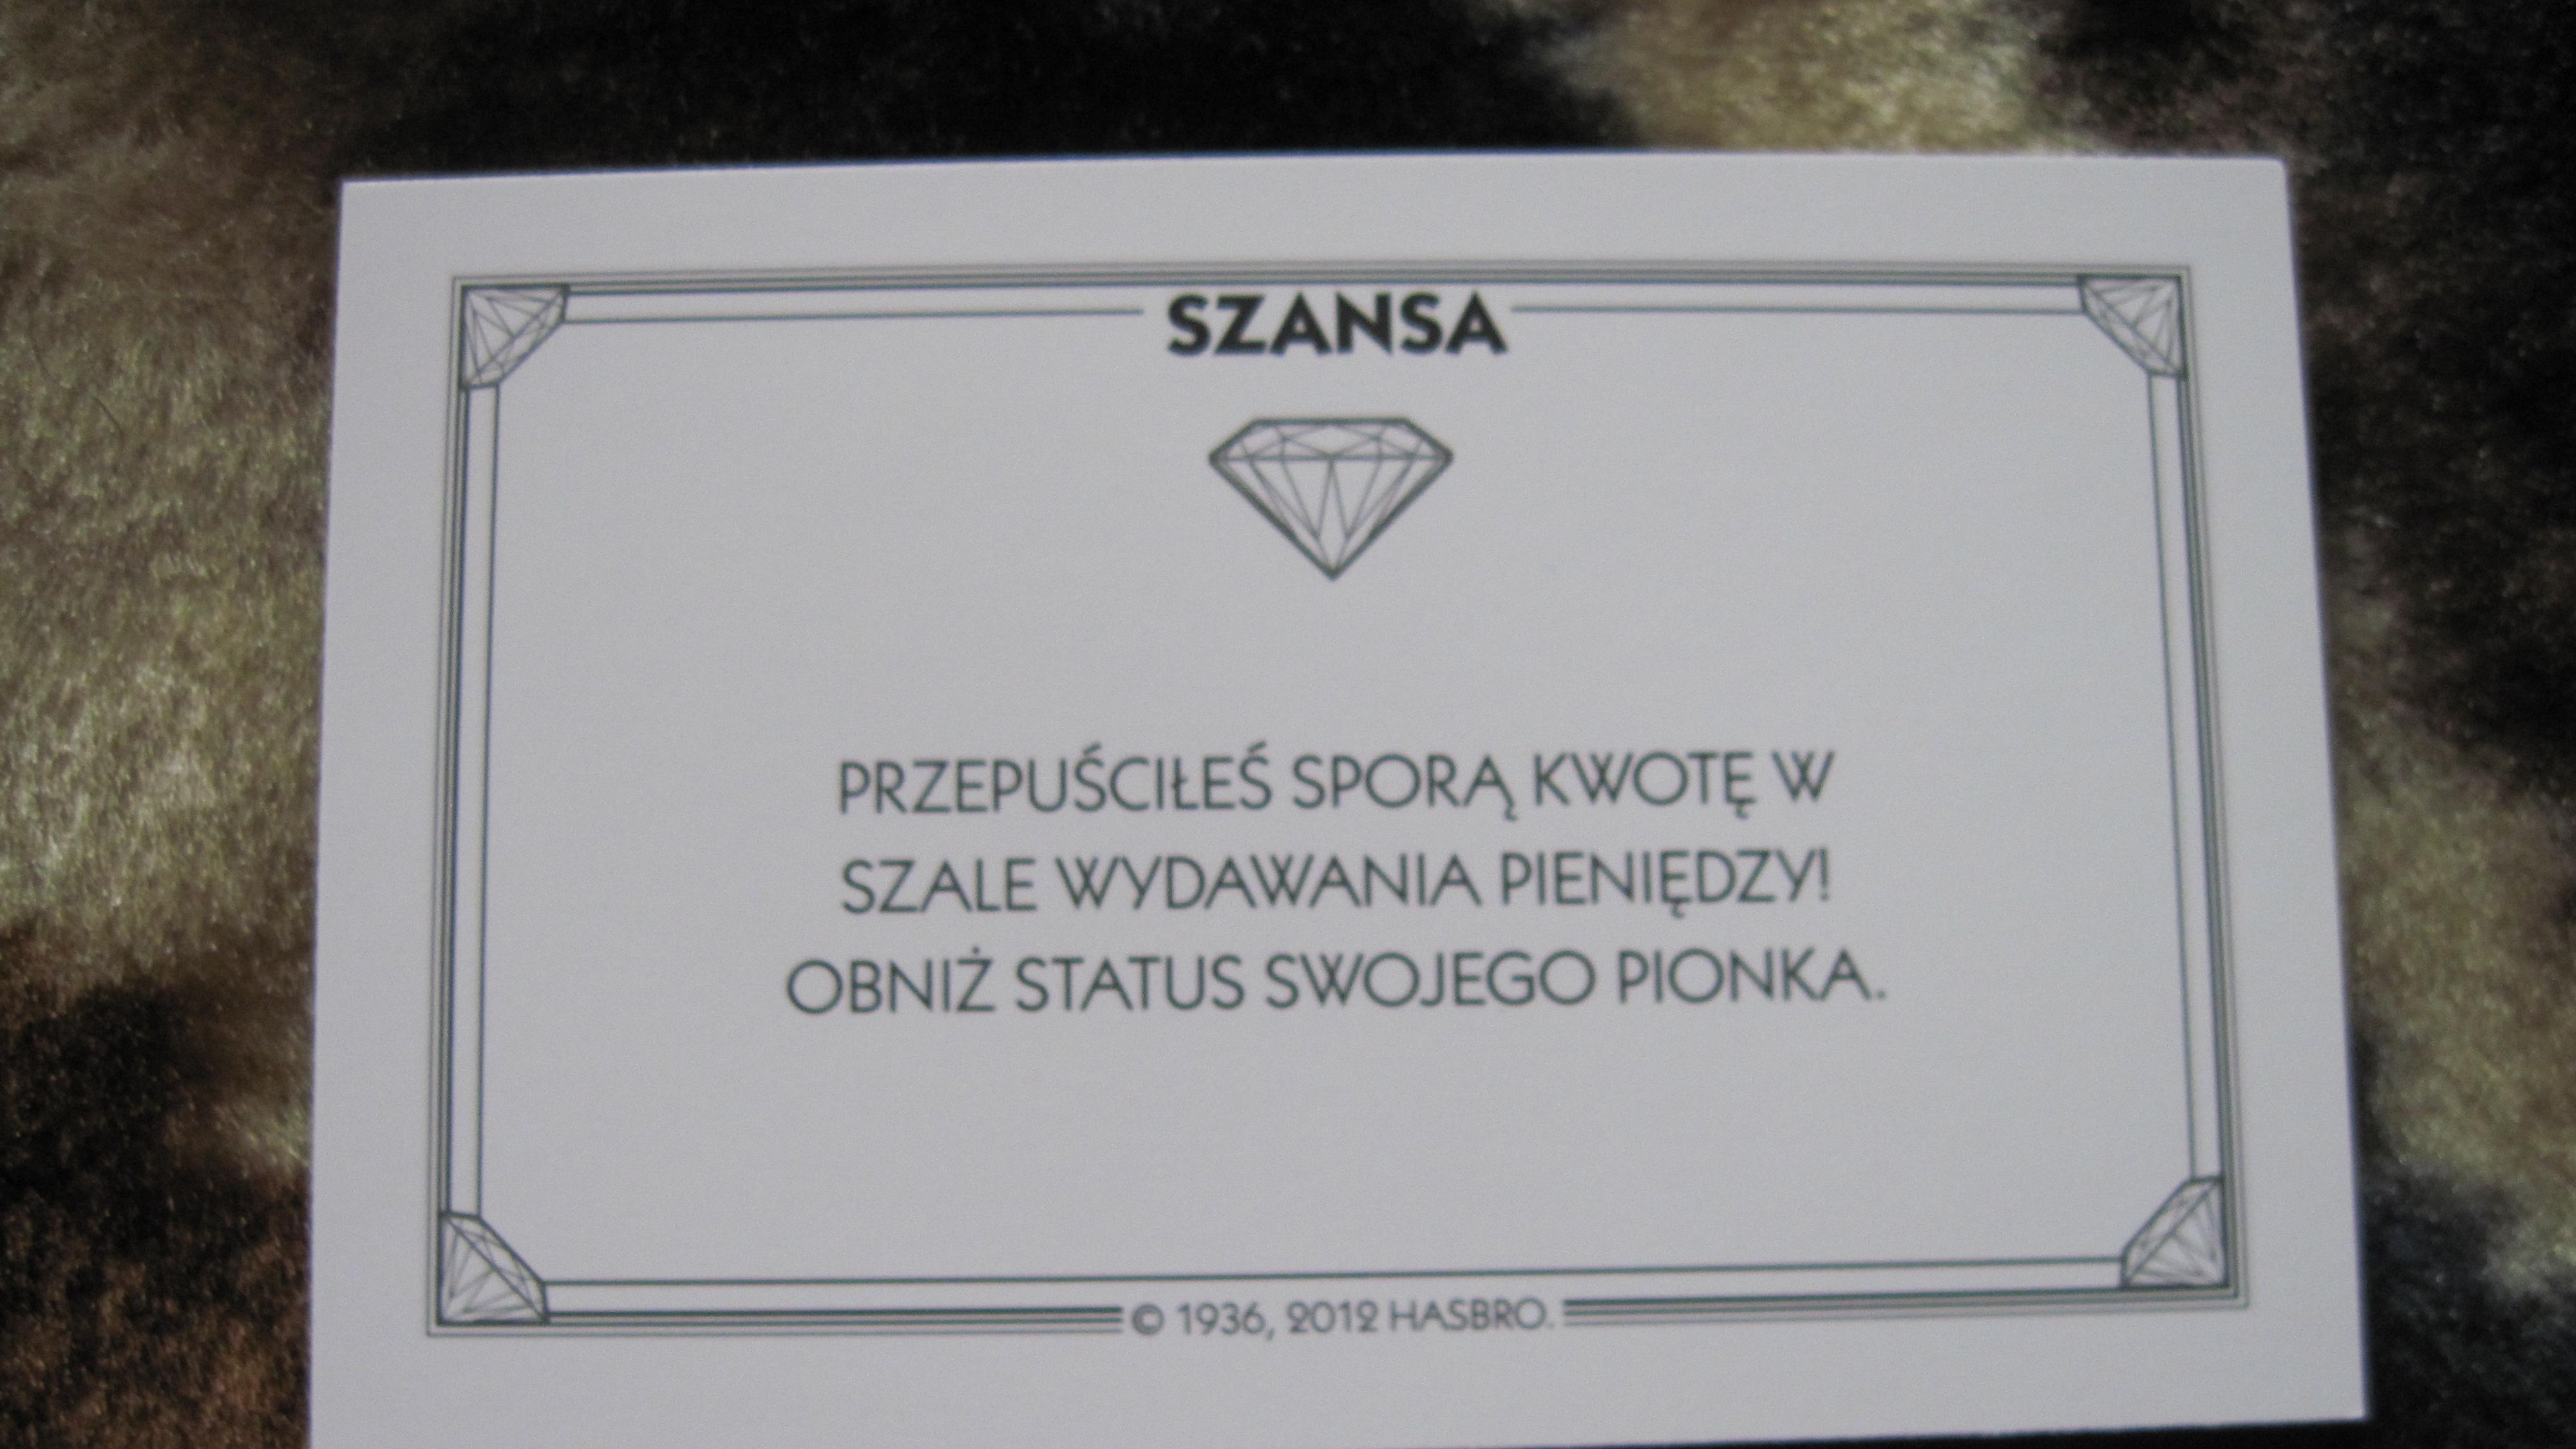 SZANSA
PRZEPUŚCIŁEŚ SPORĄ KWOTĘ W
SZALE WYDAWANIA PIENIĘDZY!
OBNIŻ STATUS SWOJEGO PIONKA.
© 1936, 2012 HASBRO.